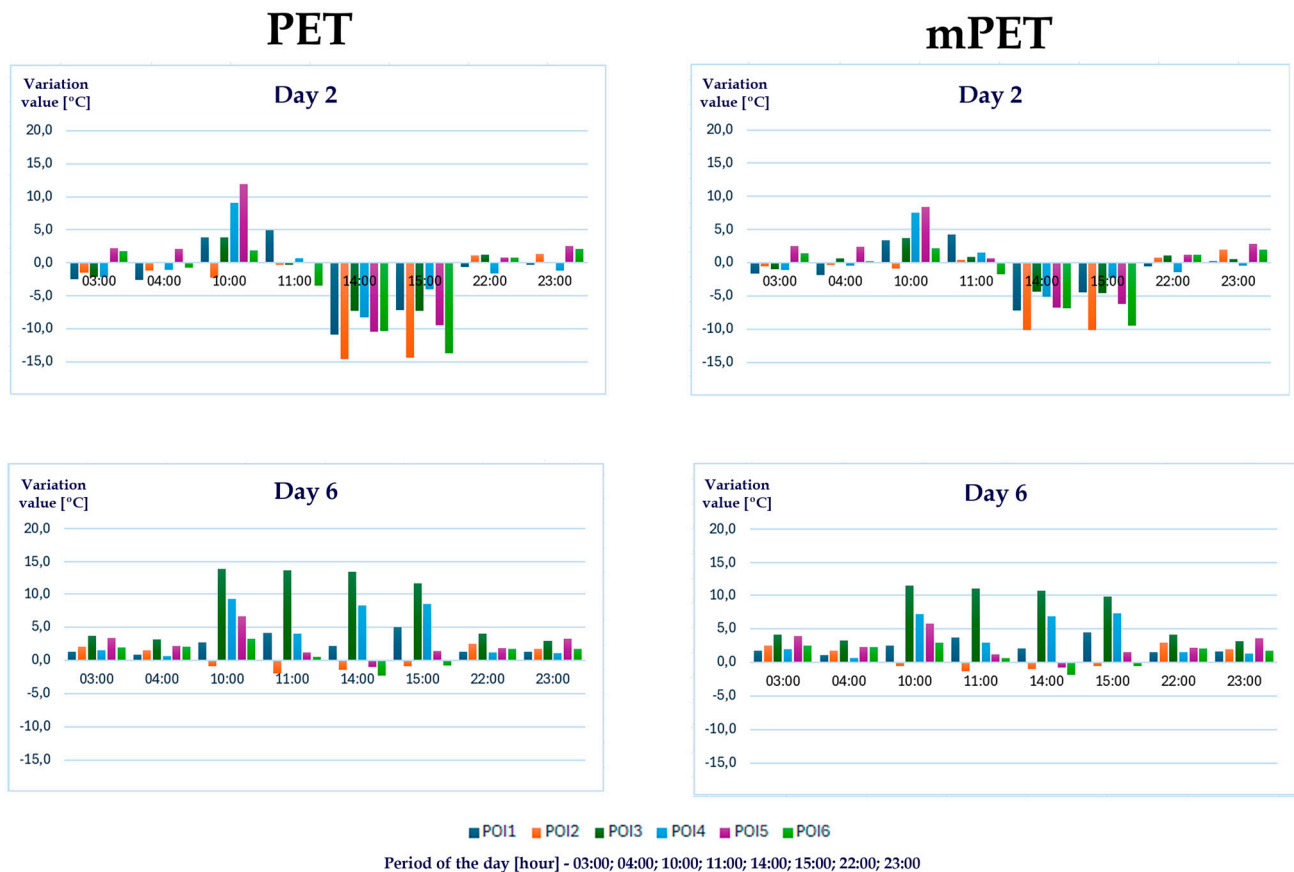 PET
mPET
Variation
value [ºC]
Day 2
20,0
15,0
10,0
5,0
0,0
-5,0
-10,0
-15,0
03:00 04:00 10:00 11:00 14:00 15:00 22:00 23:00
Variation
value [ºC]
Day 2
20,0
15,0
10,0
5,0
0,0
-5,0
-10,0
-15,0
03:00 04:00 10:00 11:00 14:00 15:00 22:00 23:00
Variation
value [ºC]
Day 6
20,0
15,0
10,0
5,0
0,0
-5,0
-10,0
-15,0
03:00 04:00 10:00 11:00 14:00 15:00 22:00 23:00
Variation
value [ºC]
Day 6
20,0
15,0
10,0
5,0
0,0
-5,0
-10,0
-15,0
03:00 04:00 10:00 11:00 14:00 15:00 22:00 23:00
POI1 POI2 POI3 POI4 POI5 POI6
Period of the day [hour] - 03:00; 04:00; 10:00; 11:00; 14:00; 15:00; 22:00; 23:00